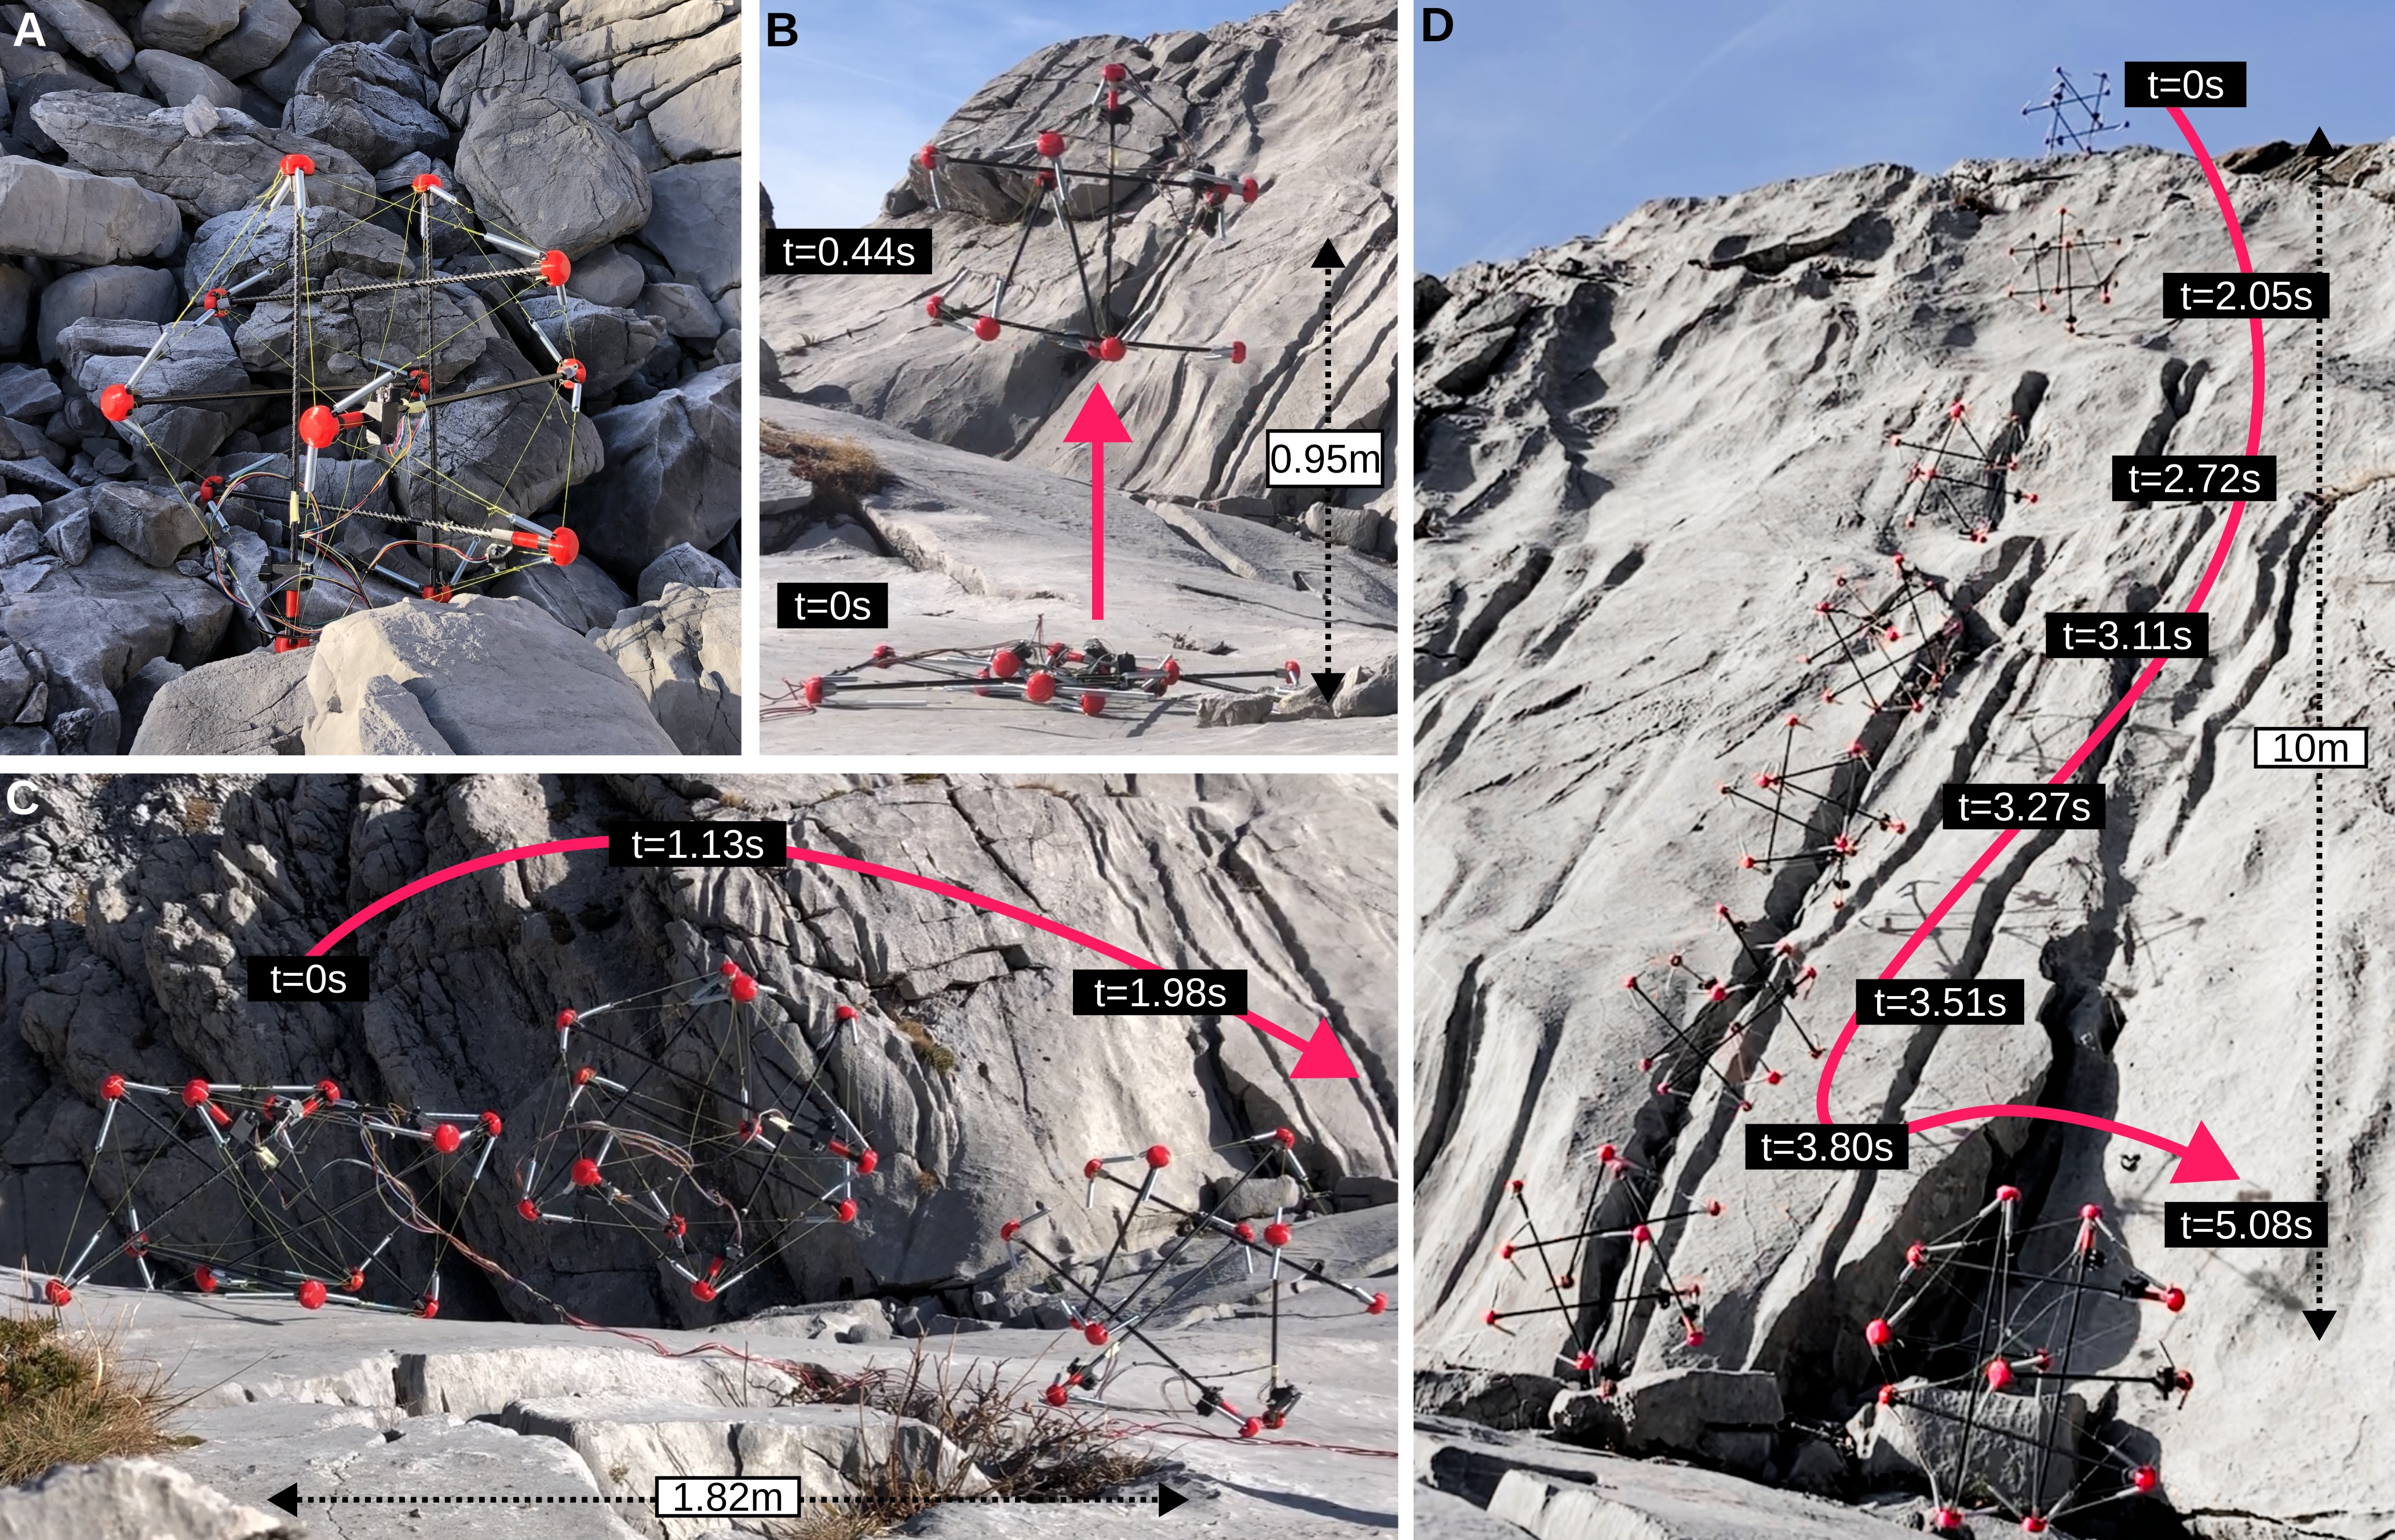 A
B
t=0.44s
0.95m
t=0s
C
t=1.13s
t=0s
t=1.98s
1.82m
D
t=0s
t=2.05s
t=2.72s
t=3.11s
10m
t=3.27s
t=3.51s
t=3.80s
t=5.08s